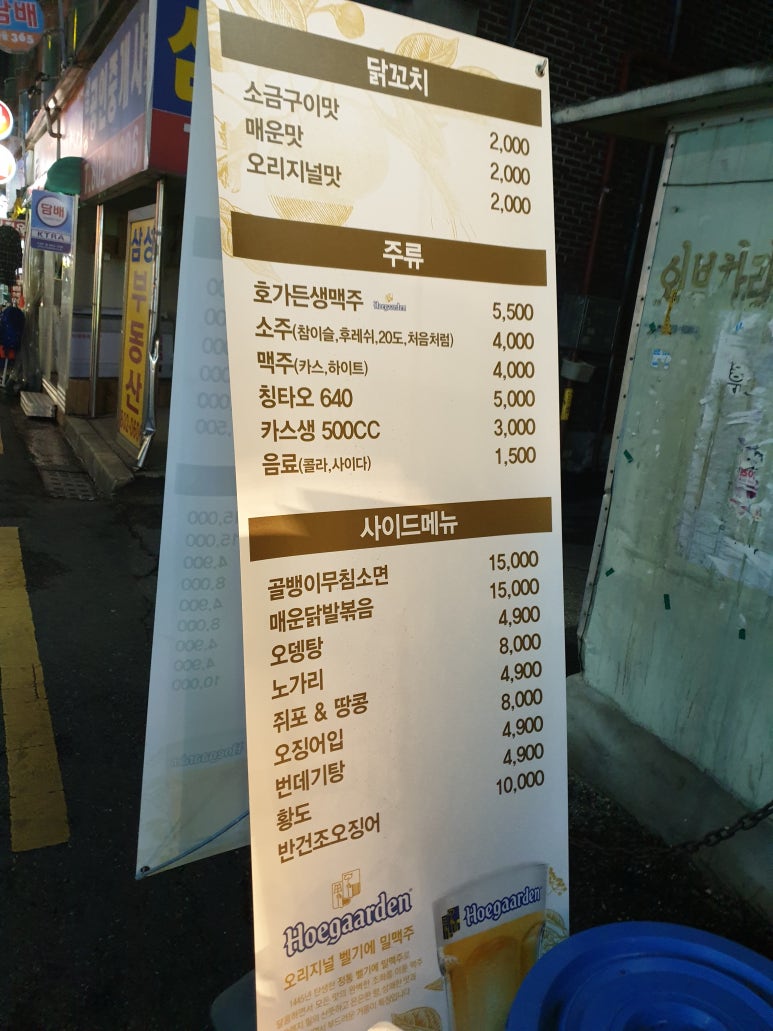 닭꼬치
소금구이맛 2,000
매운맛 2,000
오리지널맛 2,000
주류
호가든생맥주 Hoegaarden 5,500
소주(참이슬,후레쉬,20도,처음처럼) 4,000
맥주(카스,하이트) 4,000
칭타오 640 5,000
카스생 500CC 3,000
음료(콜라,사이다) 1,500
사이드메뉴
골뱅이무침소면 15,000
매운닭발볶음 15,000
오뎅탕 4,900
노가리 8,000
쥐포 & 땅콩 4,900
오징어입 8,000
번데기탕 4,900
황도 4,900
반건조오징어 10,000
Hoegaarden
Hoegaarden
오리지널 벨기에 밀맥주
담배
365
담배
KTRA
삼성
부동산